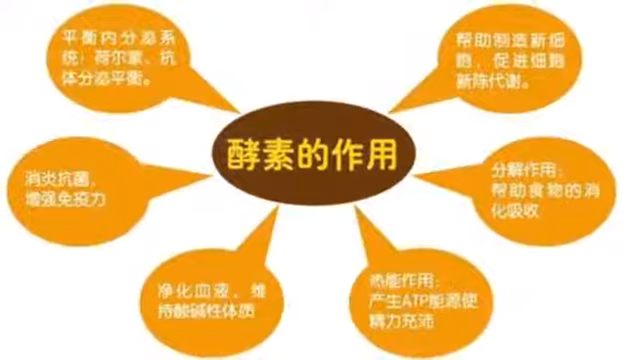 平衡内分泌系
统：荷尔蒙、抗
体分泌平衡。
帮助制造新细
胞，促进细胞
新陈代谢。
酵素的作用
消炎抗菌，
增强免疫力
分解作用：
帮助食物的消
化吸收
净化血液、维
持酸碱性体质
热能作用：
产生ATP能源使
精力充沛